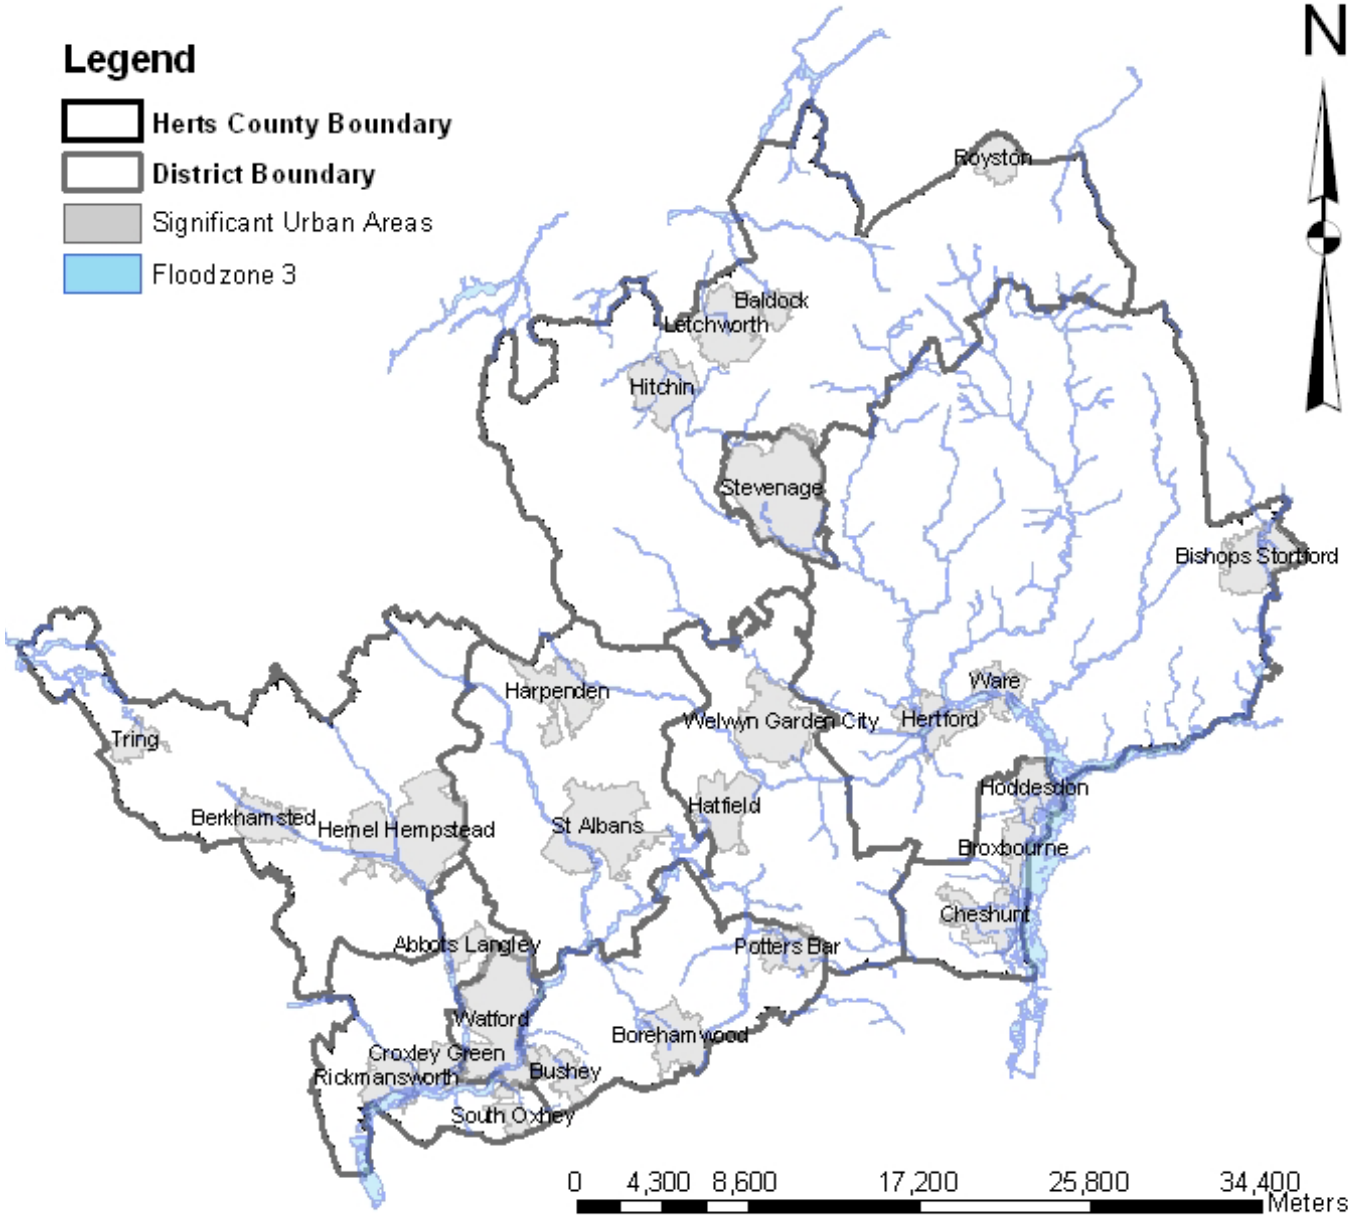 N
Legend
Herts County Boundary
District Boundary
Significant Urban Areas
Floodzone 3
Royston
Baldock
Letchworth
Hitchin
Stevenage
Bishops Stortford
Harpenden
Ware
Welwyn Garden City
Hertford
Tring
Hoddesdon
Hatfield
Berkhamsted
Hemel Hempstead
St Albans
Broxbourne
Cheshunt
Abbots Langley
Potters Bar
Watford
Borehamwood
Croxley Green
Rickmansworth
Bushey
South Oxhey
0 4,300 8,600 17,200 25,800 34,400
Meters